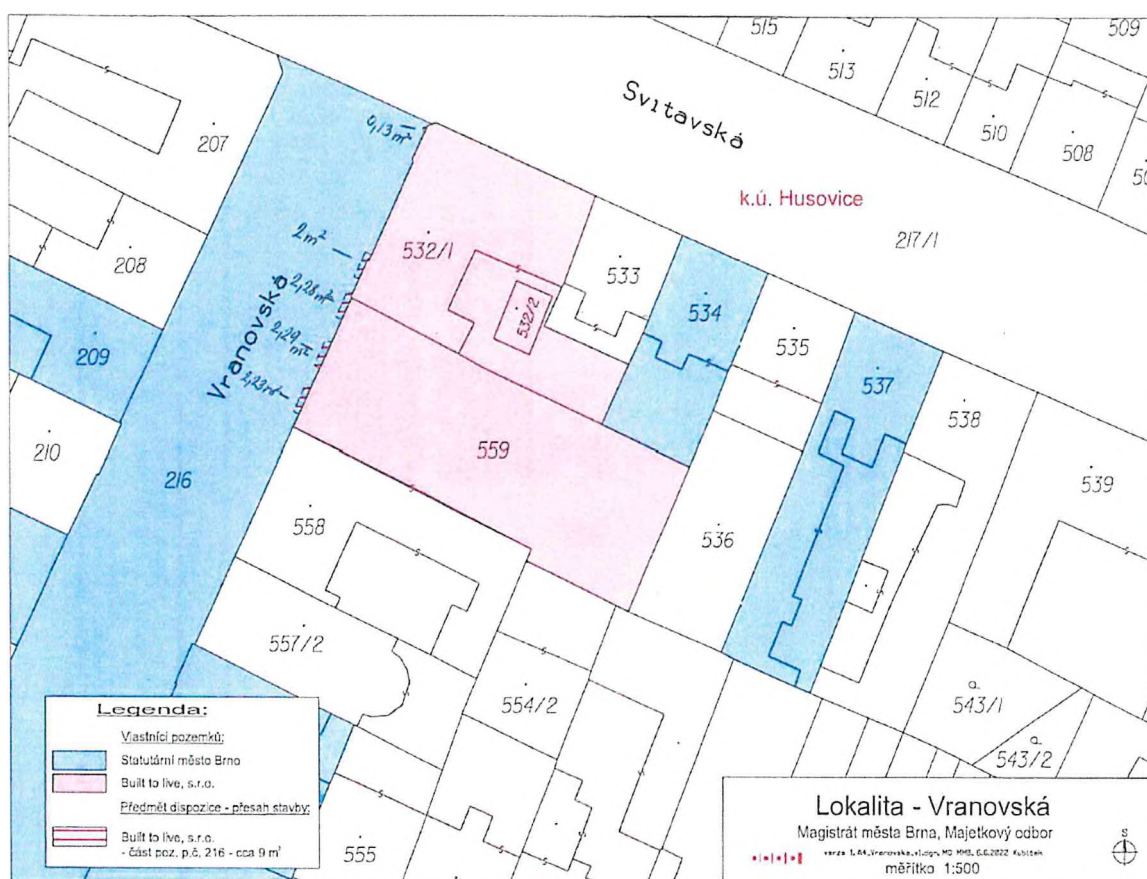 515
509
513
512
510
508
Svitavská
207
0,13 m²
k.ú. Husovice
217/1
2 m²
532/1
533
208
2,28 m²
532/2
534
535
Vranovská
2,29
m²
209
537
2,23 m²
538
559
210
216
539
558
536
557/2
554/2
543/1
543/2
555
Legenda:
Vlastníci pozemků:
Statutární město Brno
Built to live, s.r.o.
Předmět dispozice - přesah stavby:
Built to live, s.r.o.
- část poz. p.č. 216 - cca 9 m²
Lokalita - Vranovská
Magistrát města Brna, Majetkový odbor
měřítko 1:500
S